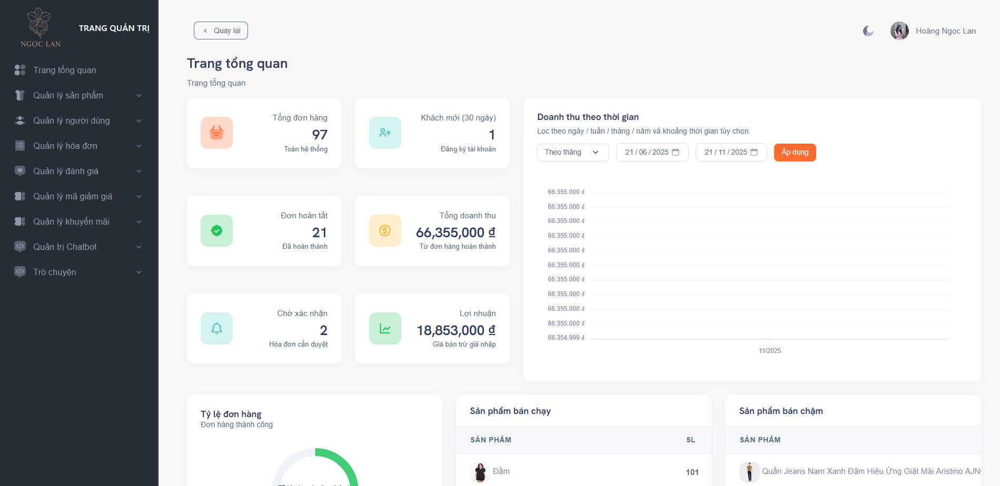 NGỌC LAN
TRANG QUẢN TRỊ
Trang tổng quan
Quản lý sản phẩm
Quản lý người dùng
Quản lý hóa đơn
Quản lý đánh giá
Quản lý mã giảm giá
Quản lý khuyến mãi
Quản trị Chatbot
Trò chuyện
Quay lại
Hoàng Ngọc Lan
Trang tổng quan
Trang tổng quan
Tổng đơn hàng
97
Toàn hệ thống
Khách mới (30 ngày)
1
Đăng ký tài khoản
Đơn hoàn tất
21
Đã hoàn thành
Tổng doanh thu
66,355,000 ₫
Từ đơn hàng hoàn thành
Chờ xác nhận
2
Hóa đơn cần duyệt
Lợi nhuận
18,853,000 ₫
Giá bán trừ giá nhập
Doanh thu theo thời gian
Lọc theo ngày / tuần / tháng / năm và khoảng thời gian tùy chọn.
Theo tháng 21 / 06 / 2025 21 / 11 / 2025 Áp dụng
66.355.000 ₫
66.355.000 ₫
66.355.000 ₫
66.355.000 ₫
66.355.000 ₫
66.355.000 ₫
66.355.000 ₫
66.355.000 ₫
66.355.000 ₫
66.355.000 ₫
66.354.999 ₫
11/2025
Tỷ lệ đơn hàng
Đơn hàng thành công
Sản phẩm bán chạy
SẢN PHẨM SL
Đầm 101
Sản phẩm bán chậm
SẢN PHẨM
Quần Jeans Nam Xanh Đậm Hiệu Ứng Giặt Mài Aristino